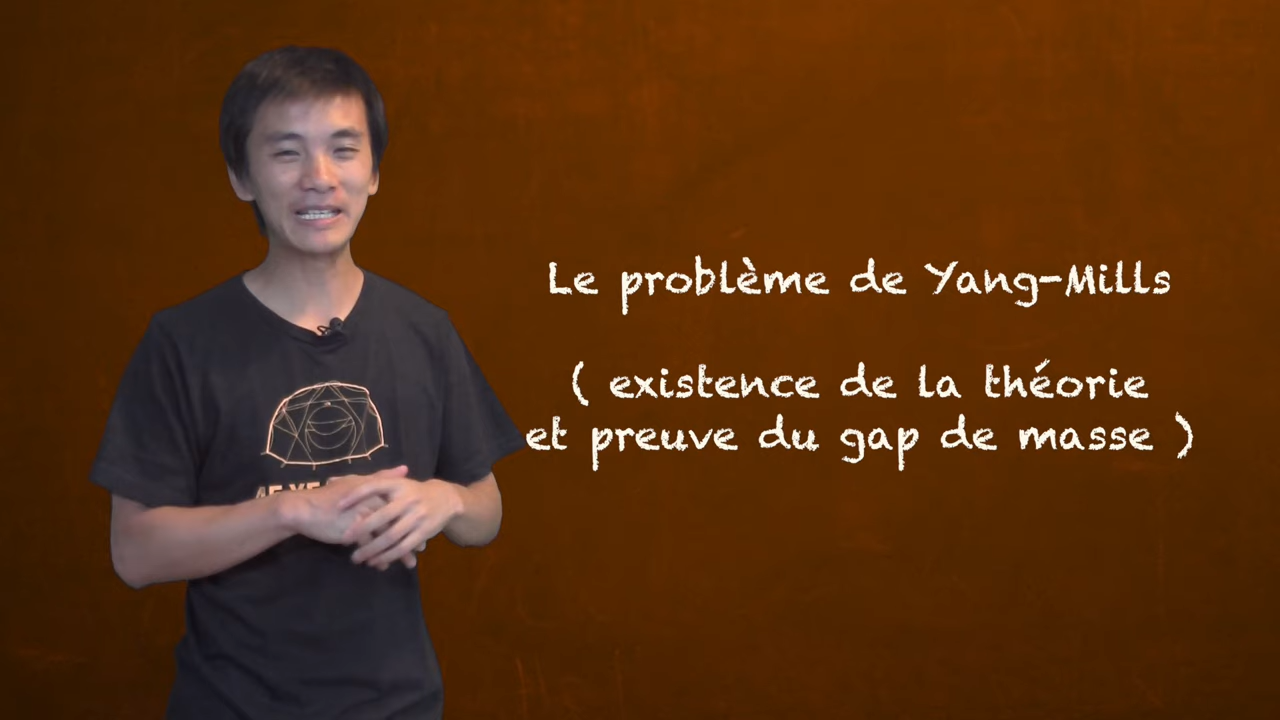 Le problème de Yang-Mills
( existence de la théorie
et preuve du gap de masse )